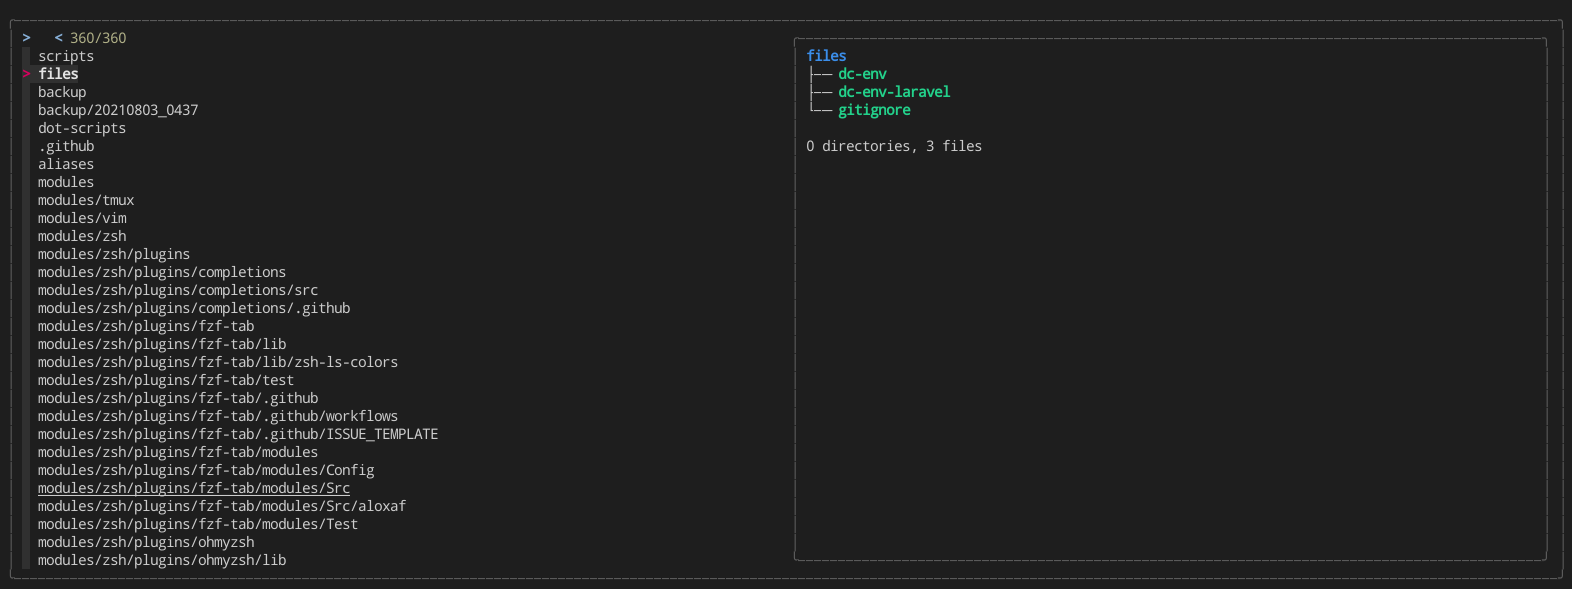 >   < 360/360
scripts
> files
backup
backup/20210803_0437
dot-scripts
.github
aliases
modules
modules/tmux
modules/vim
modules/zsh
modules/zsh/plugins
modules/zsh/plugins/completions
modules/zsh/plugins/completions/src
modules/zsh/plugins/completions/.github
modules/zsh/plugins/fzf-tab
modules/zsh/plugins/fzf-tab/lib
modules/zsh/plugins/fzf-tab/lib/zsh-ls-colors
modules/zsh/plugins/fzf-tab/test
modules/zsh/plugins/fzf-tab/.github
modules/zsh/plugins/fzf-tab/.github/workflows
modules/zsh/plugins/fzf-tab/.github/ISSUE_TEMPLATE
modules/zsh/plugins/fzf-tab/modules
modules/zsh/plugins/fzf-tab/modules/Config
modules/zsh/plugins/fzf-tab/modules/Src
modules/zsh/plugins/fzf-tab/modules/Src/aloxaf
modules/zsh/plugins/fzf-tab/modules/Test
modules/zsh/plugins/ohmyzsh
modules/zsh/plugins/ohmyzsh/lib
files
├── dc-env
├── dc-env-laravel
└── gitignore
0 directories, 3 files